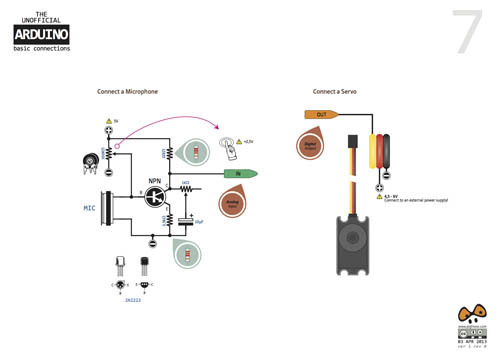 THE
UNOFFICIAL
ARDUINO
basic connections
7
Connect a Microphone
Connect a Servo
5V
OUT
+2,5V
Digital
Output
IN
NPN
C
B
E
MIC
10µF
Analog
Input
4,5 - 6V
Connect to an external power supply!
2N2222
www.pighixxx.com
03 APR 2013
ver 1 rev 0